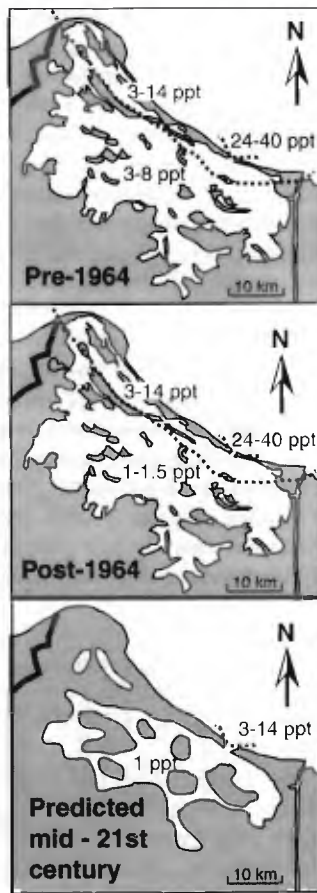 N
3-14 ppt
24-40 ppt
3-8 ppt
Pre-1964
10 km
N
3-14 ppt
24-40 ppt
1-1.5 ppt
Post-1964
10 km
N
3-14 ppt
1 ppt
Predicted
mid - 21st
century
10 km